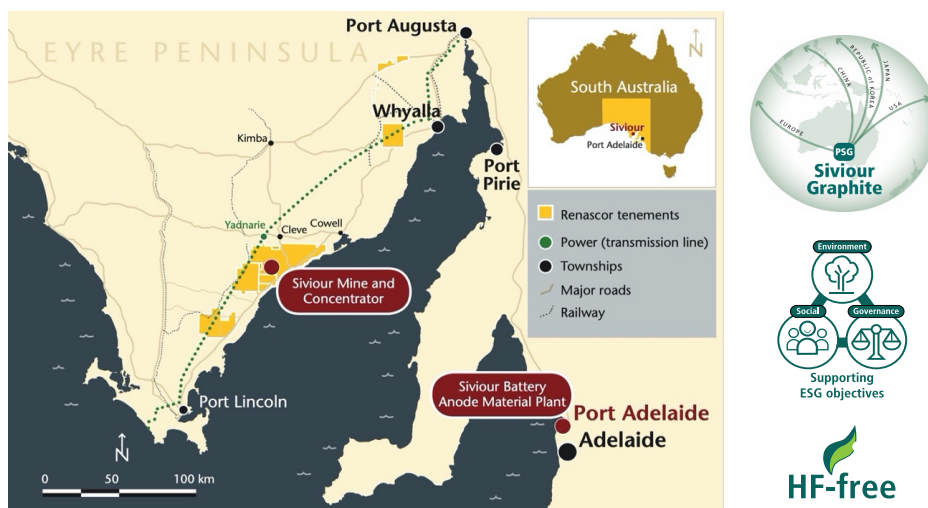 EYRE PENINSULA
Port Augusta
Whyalla
Kimba
Port
Pirie
Yadnarie
Cleve
Cowell
Siviour Mine and
Concentrator
Port Lincoln
Siviour Battery
Anode Material Plant
Port Adelaide
Adelaide
N
0 50 100 km
N
South Australia
Siviour
Port Adelaide
Renascor tenements
Power (transmission line)
Townships
Major roads
Railway
EUROPE
CHINA
REPUBLIC of KOREA
JAPAN
USA
PSG
Siviour
Graphite
Environment
Social
Governance
Supporting
ESG objectives
HF-free